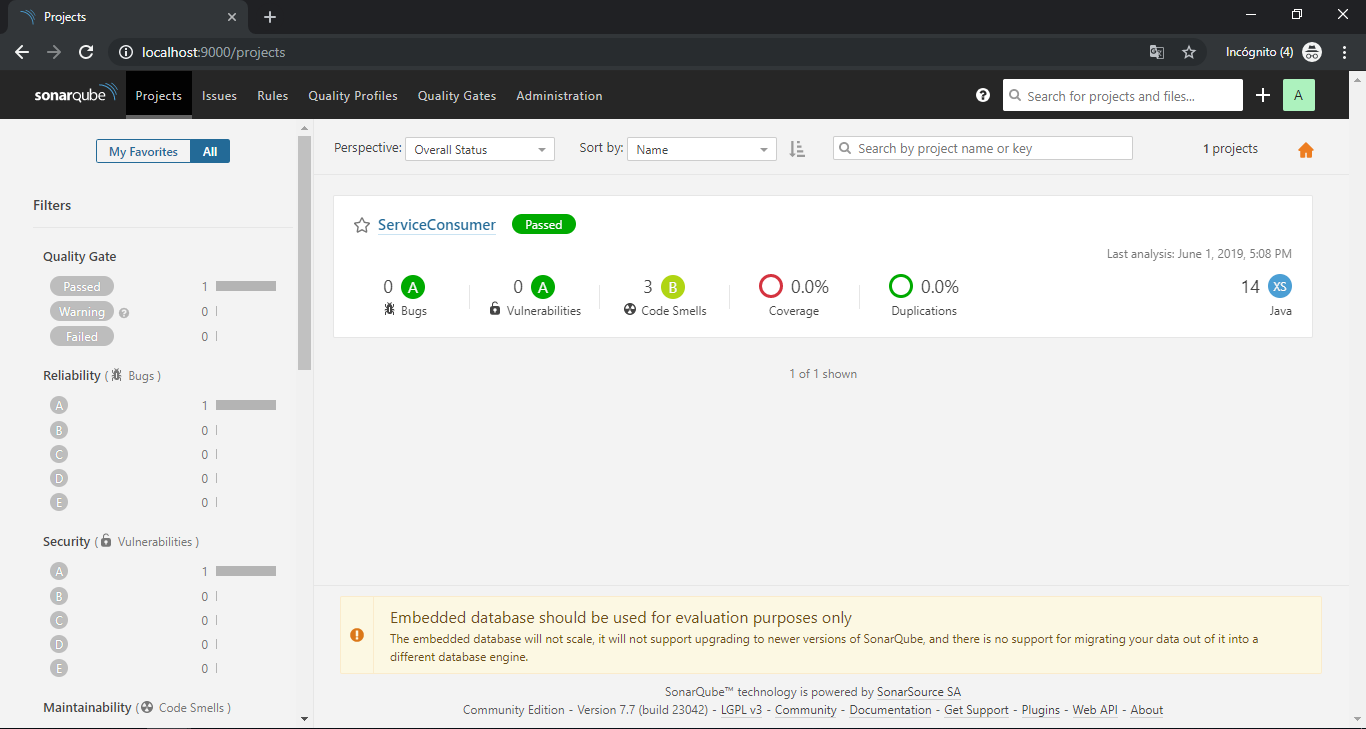 Projects
localhost:9000/projects
Incógnito (4)
sonarqube Projects Issues Rules Quality Profiles Quality Gates Administration Search for projects and files... A
My Favorites All
Perspective: Overall Status Sort by: Name Search by project name or key 1 projects
Filters
Quality Gate
Passed 1
Warning 0
Failed 0
Reliability ( Bugs )
A 1
B 0
C 0
D 0
E 0
Security ( Vulnerabilities )
A 1
B 0
C 0
D 0
E 0
Maintainability ( Code Smells )
ServiceConsumer Passed
Last analysis: June 1, 2019, 5:08 PM
0 A 0 A 3 B 0.0% 0.0% 14 XS
Bugs Vulnerabilities Code Smells Coverage Duplications Java
1 of 1 shown
Embedded database should be used for evaluation purposes only
The embedded database will not scale, it will not support upgrading to newer versions of SonarQube, and there is no support for migrating your data out of it into a
different database engine.
SonarQube™ technology is powered by SonarSource SA
Community Edition - Version 7.7 (build 23042) - LGPL v3 - Community - Documentation - Get Support - Plugins - Web API - About